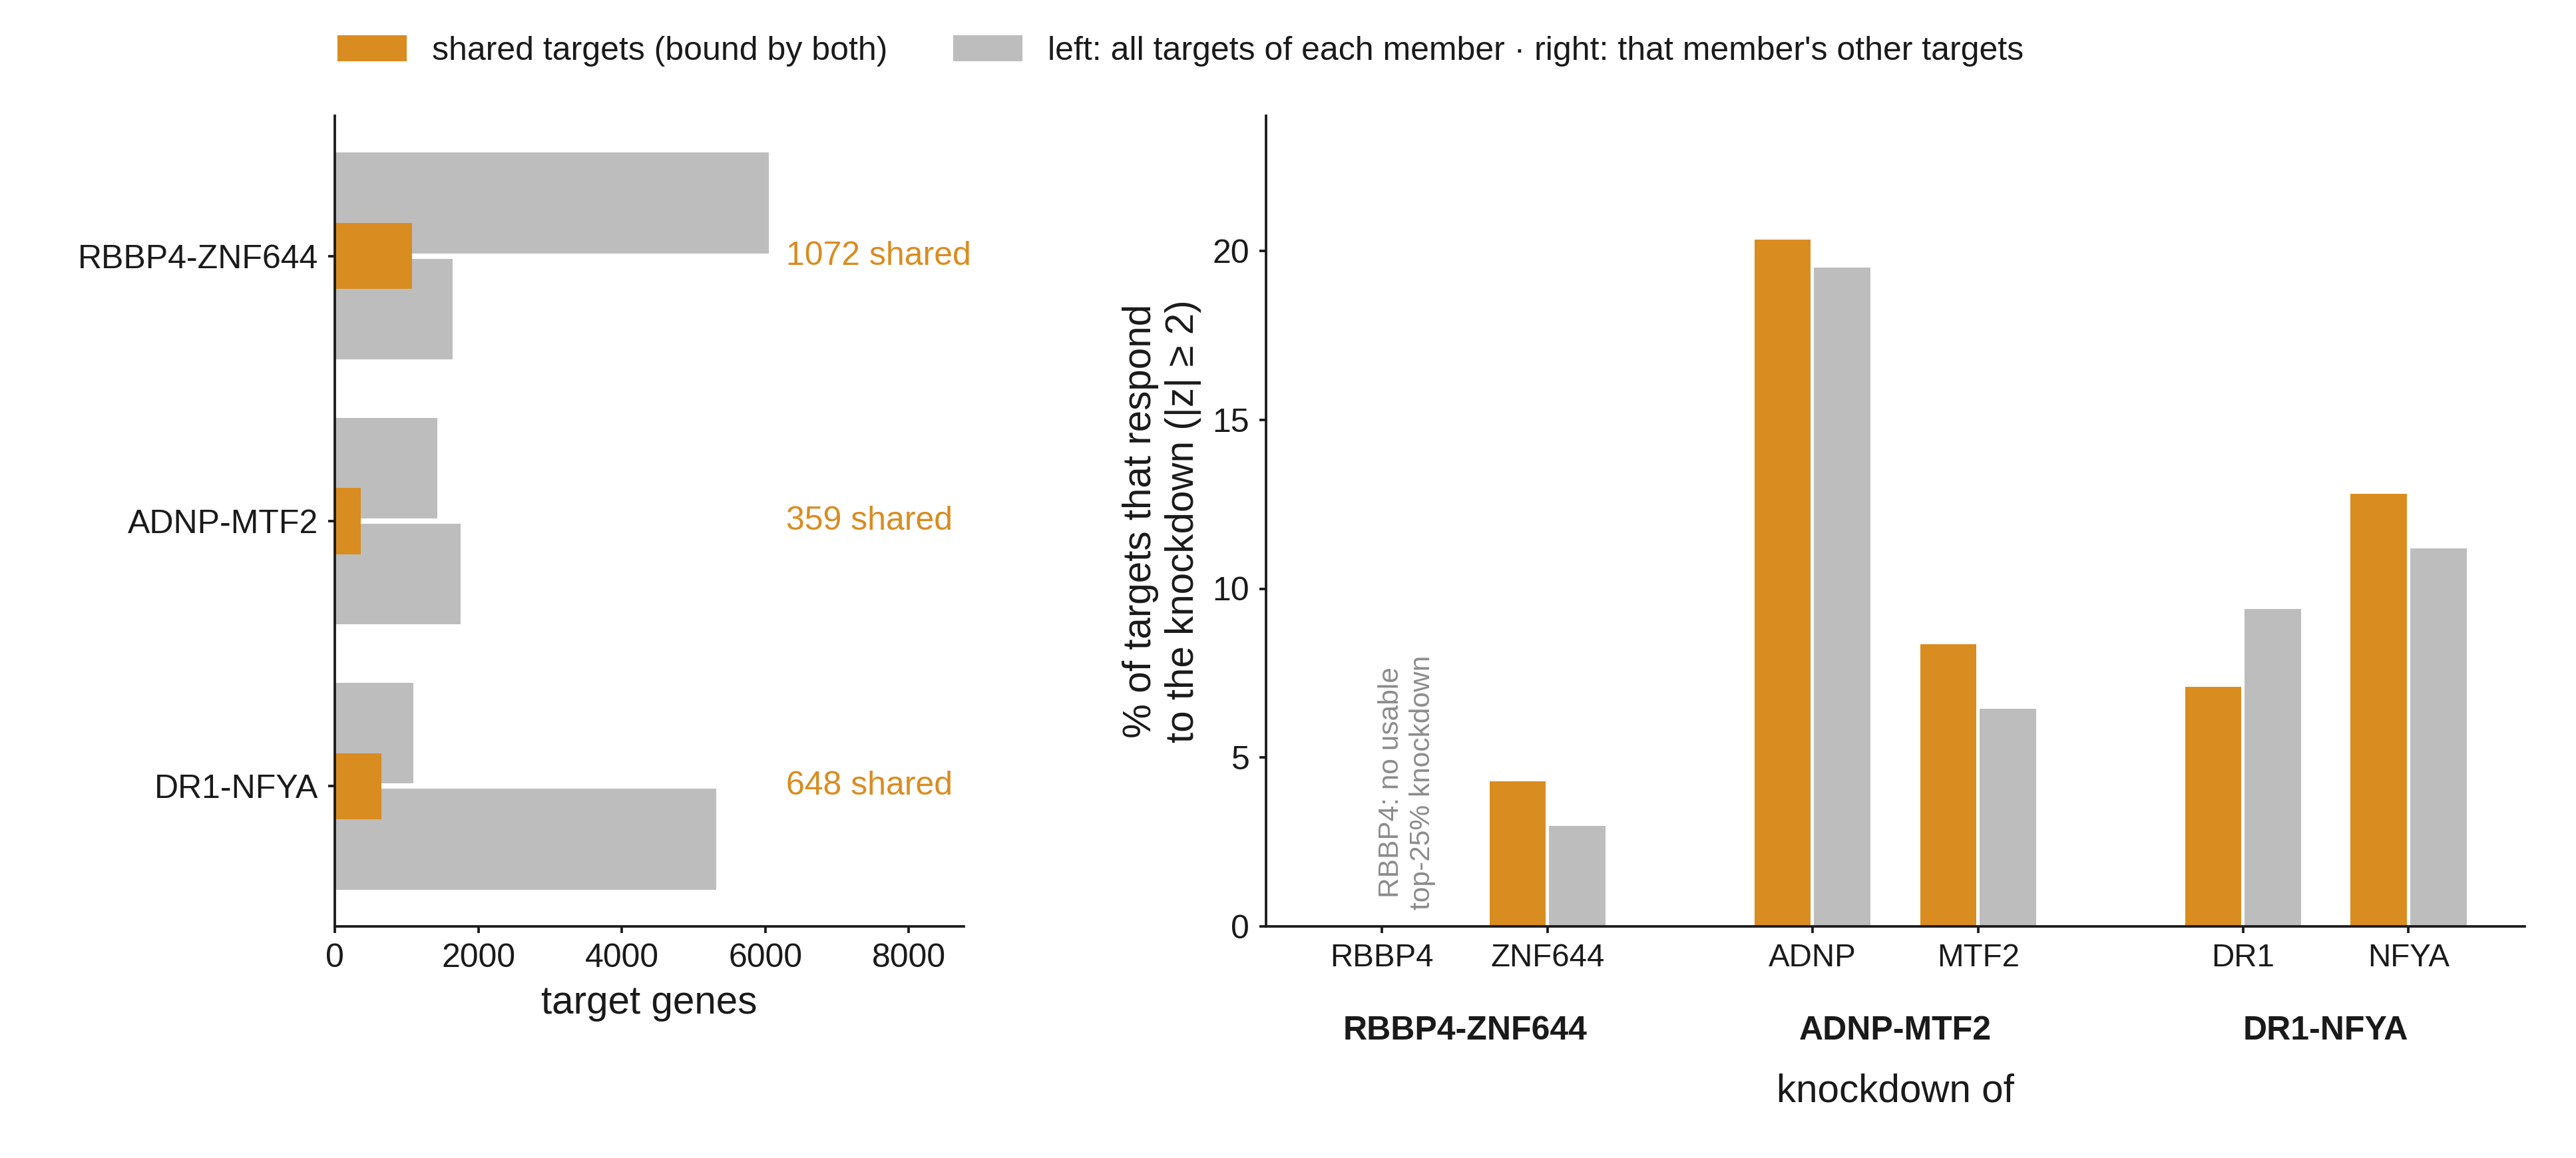 shared targets (bound by both)
left: all targets of each member · right: that member's other targets
RBBP4-ZNF644
ADNP-MTF2
DR1-NFYA
1072 shared
359 shared
648 shared
0 2000 4000 6000 8000
target genes
% of targets that respond
to the knockdown (|z| ≥ 2)
20
15
10
5
0
RBBP4: no usable
top-25% knockdown
RBBP4 ZNF644 ADNP MTF2 DR1 NFYA
RBBP4-ZNF644 ADNP-MTF2 DR1-NFYA
knockdown of